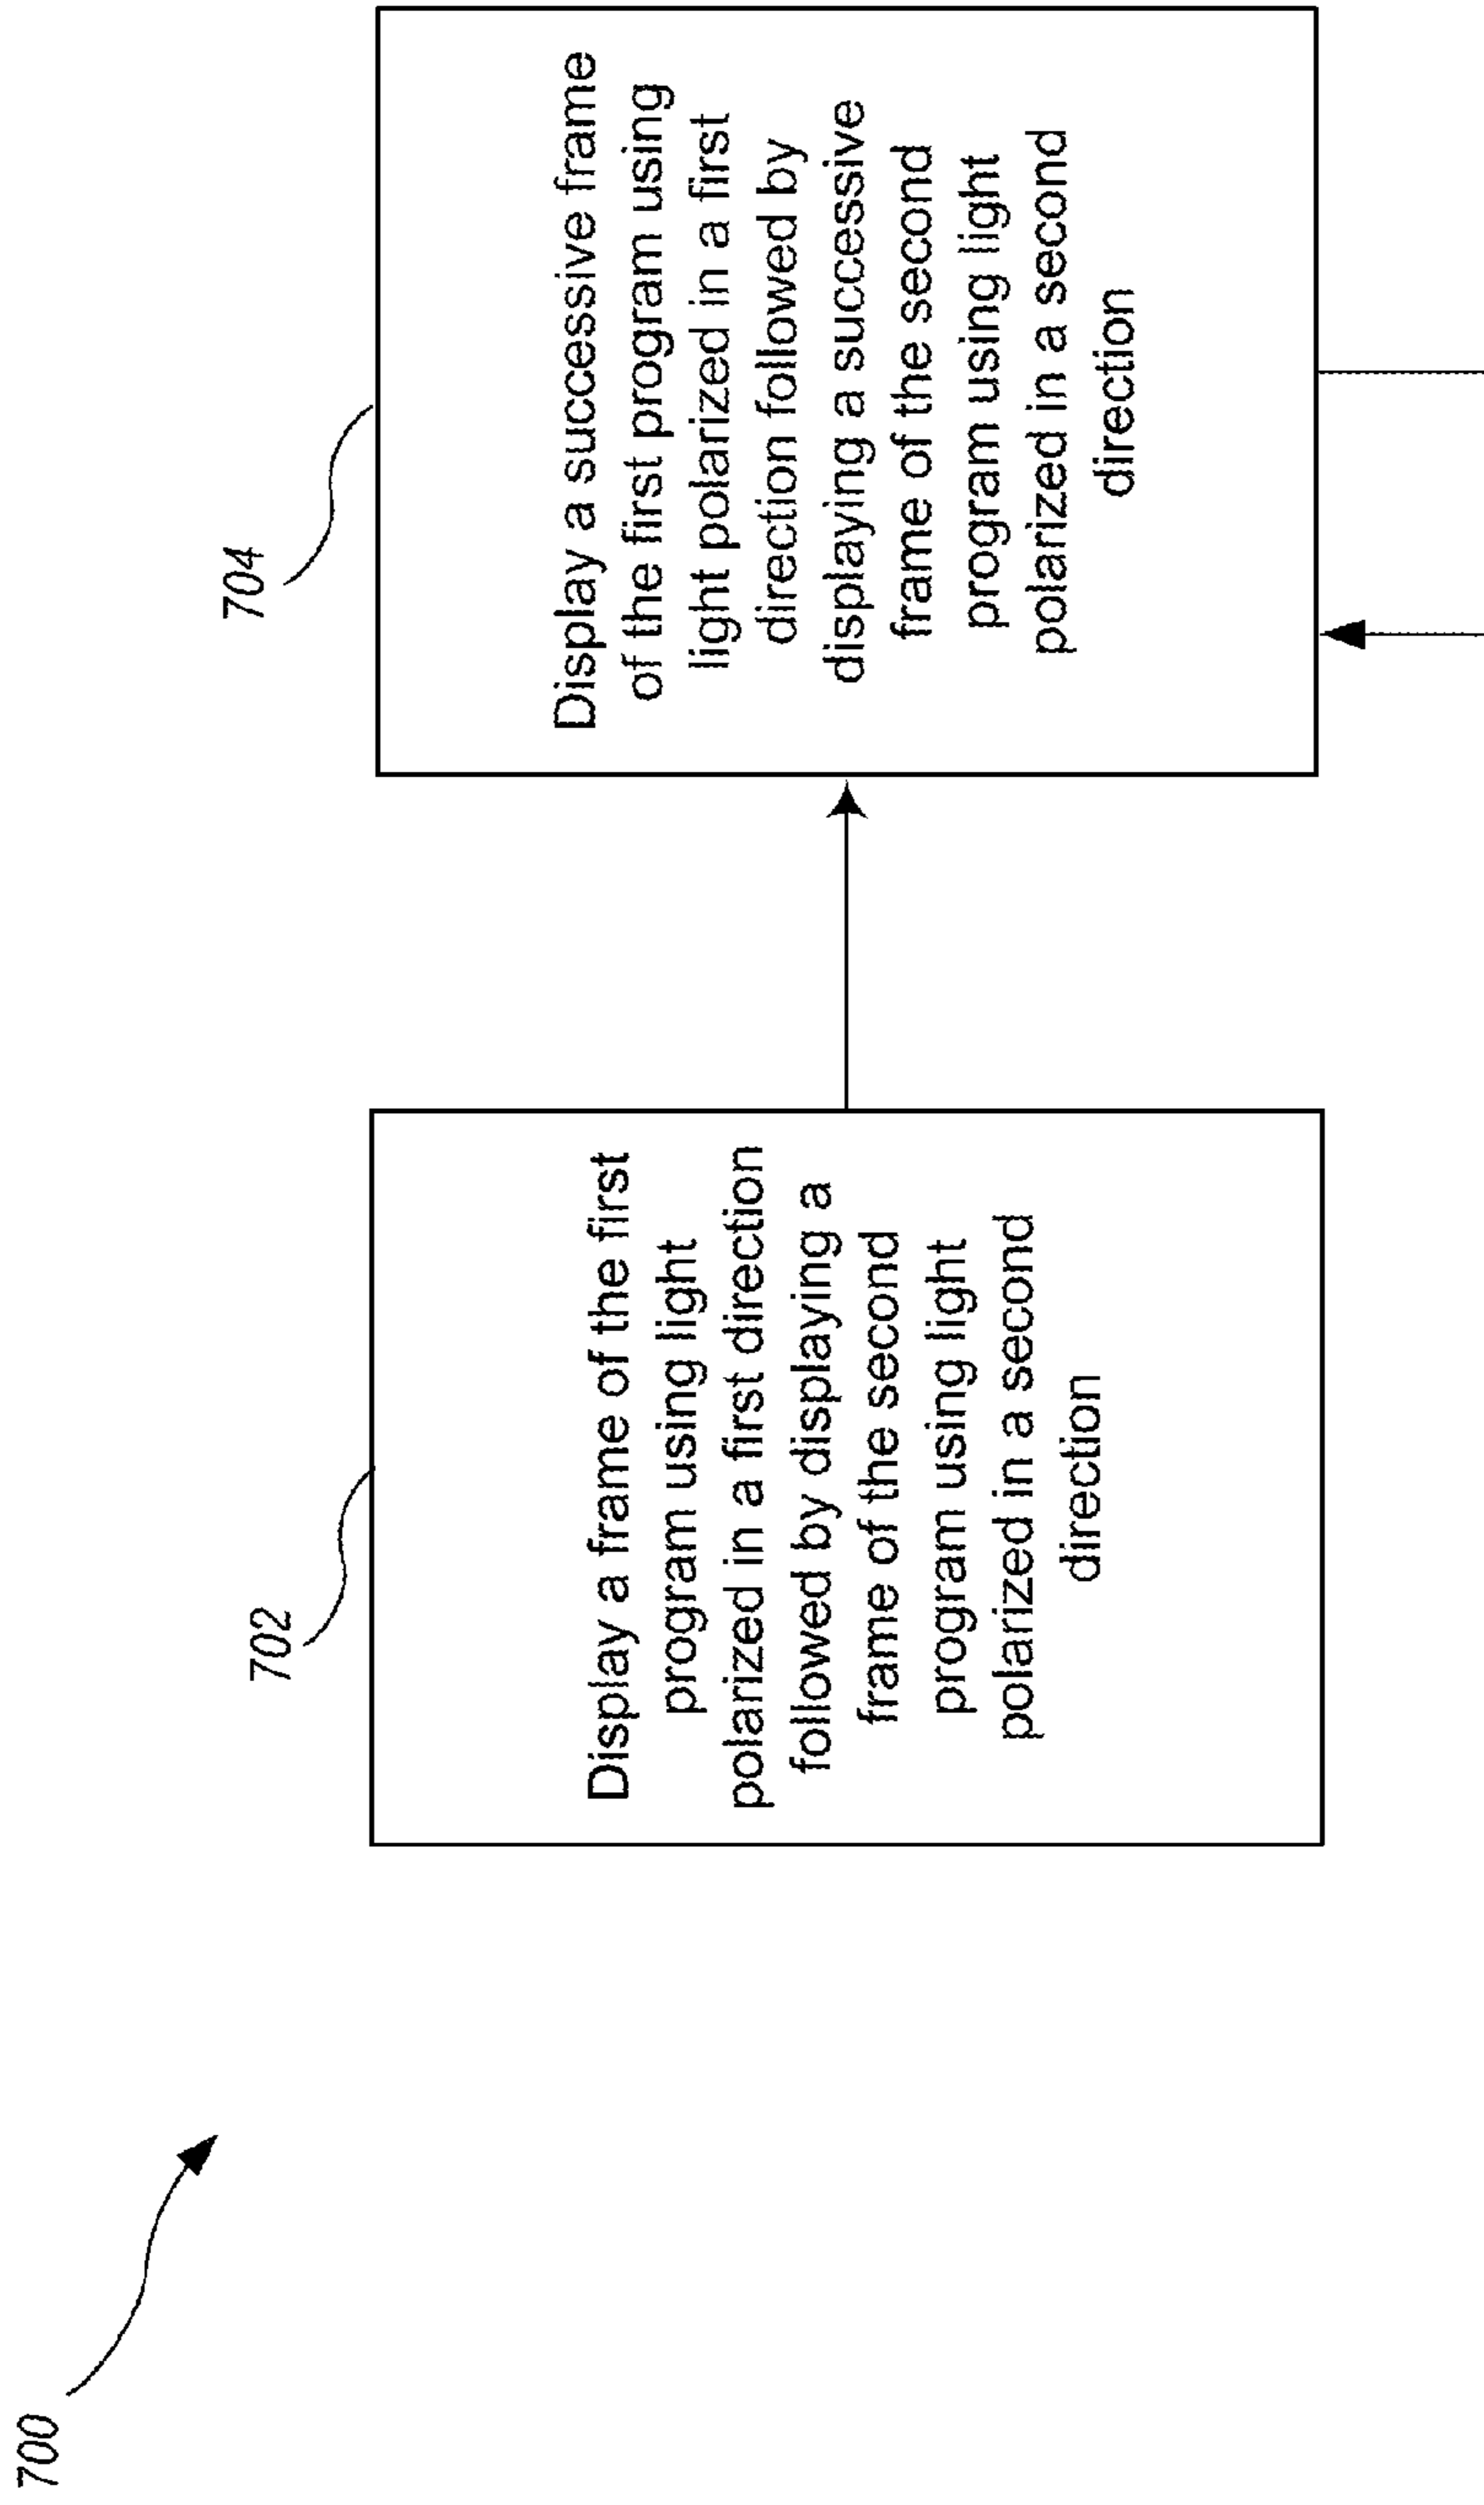 700
702
Display a frame of the first
program using light
polarized in a first direction
followed by displaying a
frame of the second
program using light
polarized in a second
direction
704
Display a successive frame
of the first program using
light polarized in a first
direction followed by
displaying a successive
frame of the second
program using light
polarized in a second
direction